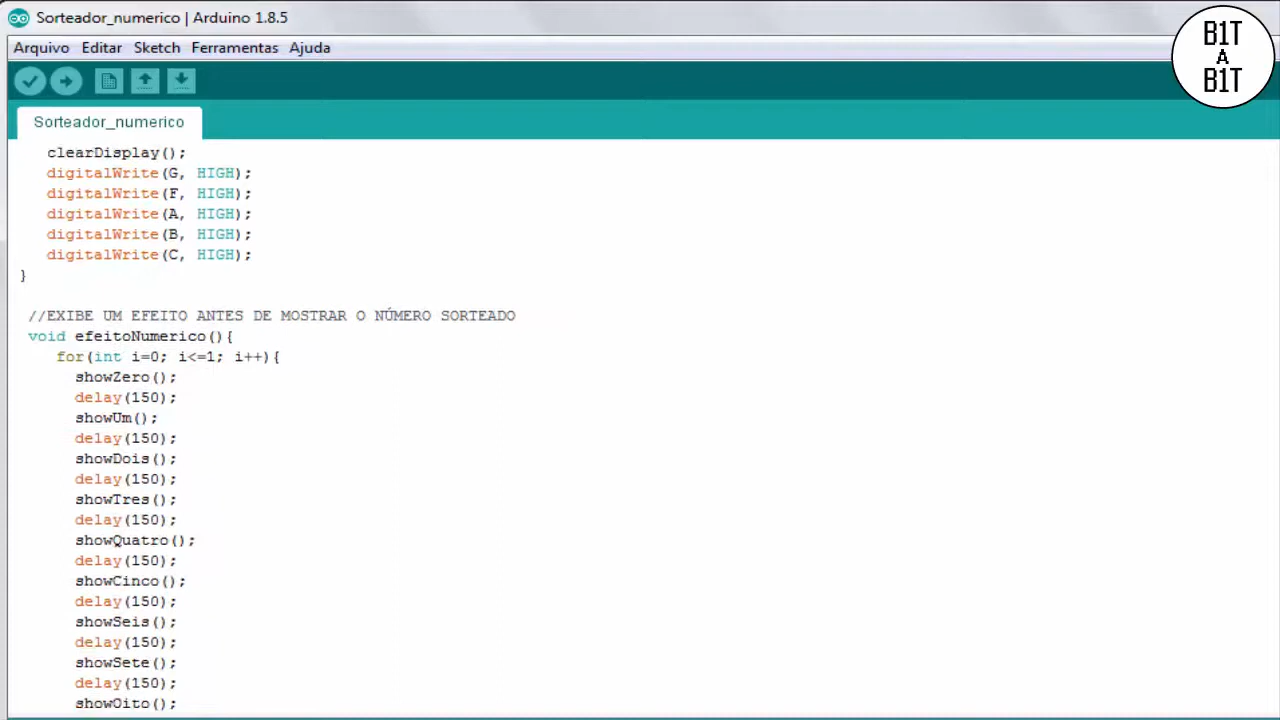 Sorteador_numerico | Arduino 1.8.5
Arquivo Editar Sketch Ferramentas Ajuda
B1T
A
B1T
Sorteador_numerico
clearDisplay();
digitalWrite(G, HIGH);
digitalWrite(F, HIGH);
digitalWrite(A, HIGH);
digitalWrite(B, HIGH);
digitalWrite(C, HIGH);
}
//EXIBE UM EFEITO ANTES DE MOSTRAR O NÚMERO SORTEADO
void efeitoNumerico(){
for(int i=0; i<=1; i++){
showZero();
delay(150);
showUm();
delay(150);
showDois();
delay(150);
showTres();
delay(150);
showQuatro();
delay(150);
showCinco();
delay(150);
showSeis();
delay(150);
showSete();
delay(150);
showOito();